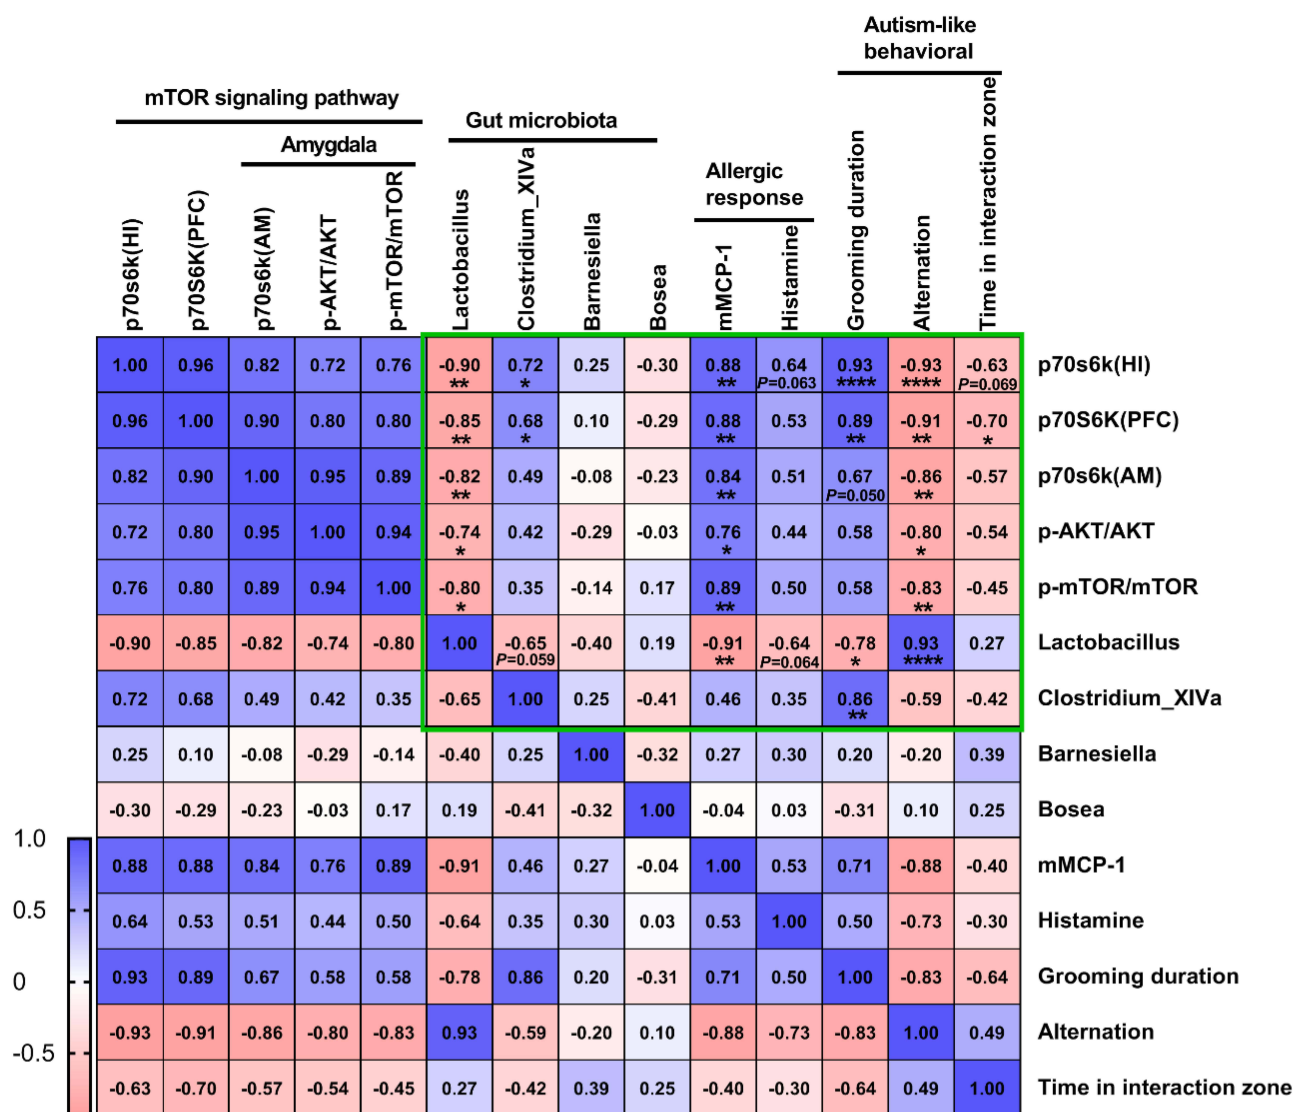 Autism-like
behavioral
mTOR signaling pathway
Gut microbiota
Amygdala
Allergic
response
p70s6k(HI)
p70S6K(PFC)
p70s6k(AM)
p-AKT/AKT
p-mTOR/mTOR
Lactobacillus
Clostridium_XIVa
Barnesiella
Bosea
mMCP-1
Histamine
Grooming duration
Alternation
Time in interaction zone
1.00 0.96 0.82 0.72 0.76 -0.90 0.72 0.25 -0.30 0.88 0.64 0.93 -0.93 -0.63 p70s6k(HI)
** * ** P=0.063 **** **** P=0.069
0.96 1.00 0.90 0.80 0.80 -0.85 0.68 0.10 -0.29 0.88 0.53 0.89 -0.91 -0.70 p70S6K(PFC)
** * ** ** ** *
0.82 0.90 1.00 0.95 0.89 -0.82 0.49 -0.08 -0.23 0.84 0.51 0.67 -0.86 -0.57 p70s6k(AM)
** ** P=0.050 **
0.72 0.80 0.95 1.00 0.94 -0.74 0.42 -0.29 -0.03 0.76 0.44 0.58 -0.80 -0.54 p-AKT/AKT
* * *
0.76 0.80 0.89 0.94 1.00 -0.80 0.35 -0.14 0.17 0.89 0.50 0.58 -0.83 -0.45 p-mTOR/mTOR
* ** **
-0.90 -0.85 -0.82 -0.74 -0.80 1.00 -0.65 -0.40 0.19 -0.91 -0.64 -0.78 0.93 0.27 Lactobacillus
P=0.059 ** P=0.064 * ****
0.72 0.68 0.49 0.42 0.35 -0.65 1.00 0.25 -0.41 0.46 0.35 0.86 -0.59 -0.42 Clostridium_XIVa
**
0.25 0.10 -0.08 -0.29 -0.14 -0.40 0.25 1.00 -0.32 0.27 0.30 0.20 -0.20 0.39 Barnesiella
-0.30 -0.29 -0.23 -0.03 0.17 0.19 -0.41 -0.32 1.00 -0.04 0.03 -0.31 0.10 0.25 Bosea
0.88 0.88 0.84 0.76 0.89 -0.91 0.46 0.27 -0.04 1.00 0.53 0.71 -0.88 -0.40 mMCP-1
0.64 0.53 0.51 0.44 0.50 -0.64 0.35 0.30 0.03 0.53 1.00 0.50 -0.73 -0.30 Histamine
0.93 0.89 0.67 0.58 0.58 -0.78 0.86 0.20 -0.31 0.71 0.50 1.00 -0.83 -0.64 Grooming duration
-0.93 -0.91 -0.86 -0.80 -0.83 0.93 -0.59 -0.20 0.10 -0.88 -0.73 -0.83 1.00 0.49 Alternation
-0.63 -0.70 -0.57 -0.54 -0.45 0.27 -0.42 0.39 0.25 -0.40 -0.30 -0.64 0.49 1.00 Time in interaction zone
1.0
0.5
0
-0.5